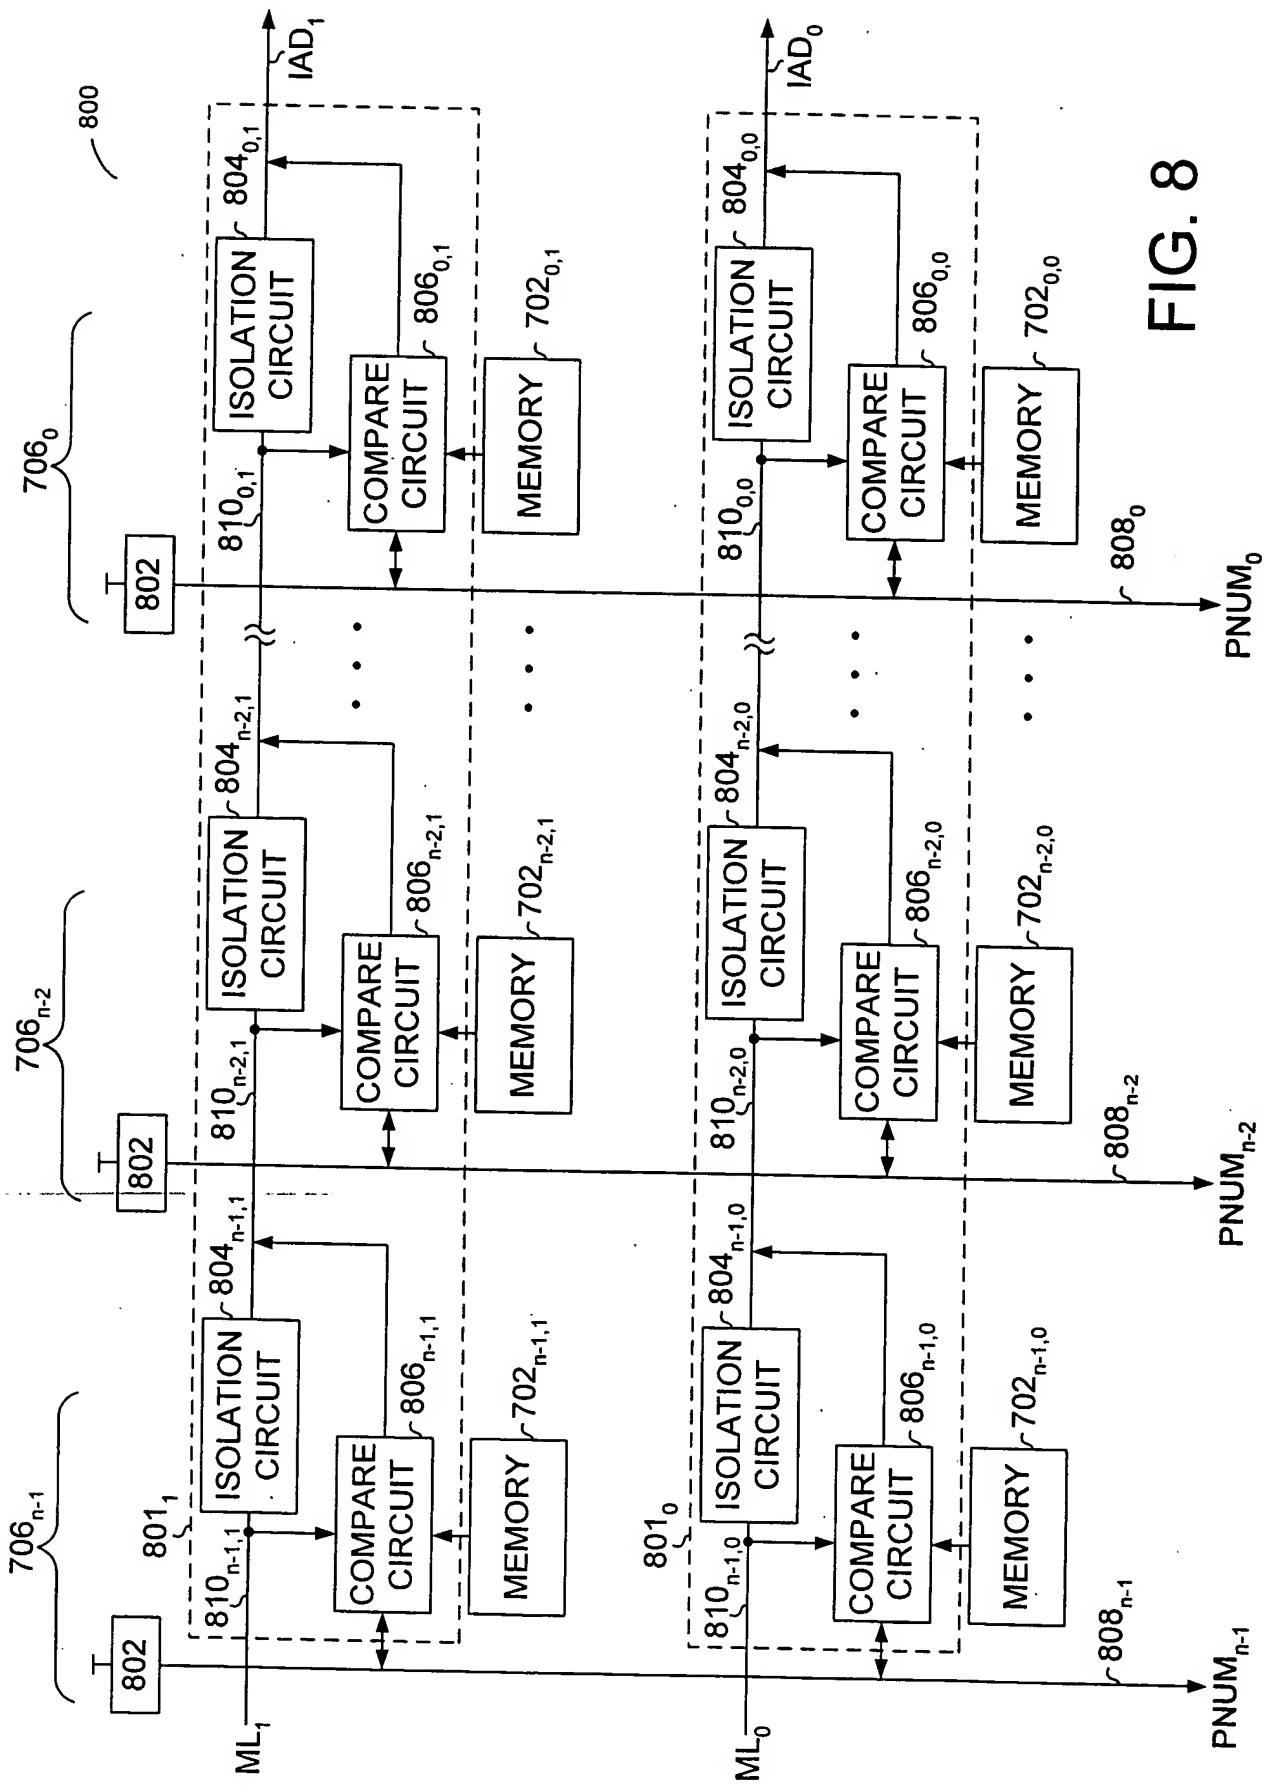 800
706ₙ₋₁
706ₙ₋₂
706₀
802
802
802
801₁
ML₁
810ₙ₋₁,₁
ISOLATION CIRCUIT
804ₙ₋₁,₁
810ₙ₋₂,₁
ISOLATION CIRCUIT
804ₙ₋₂,₁
810₀,₁
ISOLATION CIRCUIT
804₀,₁
IAD₁
COMPARE CIRCUIT
806ₙ₋₁,₁
COMPARE CIRCUIT
806ₙ₋₂,₁
COMPARE CIRCUIT
806₀,₁
MEMORY
702ₙ₋₁,₁
MEMORY
702ₙ₋₂,₁
MEMORY
702₀,₁
801₀
ML₀
810ₙ₋₁,₀
ISOLATION CIRCUIT
804ₙ₋₁,₀
810ₙ₋₂,₀
ISOLATION CIRCUIT
804ₙ₋₂,₀
810₀,₀
ISOLATION CIRCUIT
804₀,₀
IAD₀
COMPARE CIRCUIT
806ₙ₋₁,₀
COMPARE CIRCUIT
806ₙ₋₂,₀
COMPARE CIRCUIT
806₀,₀
MEMORY
702ₙ₋₁,₀
MEMORY
702ₙ₋₂,₀
MEMORY
702₀,₀
808ₙ₋₁
808ₙ₋₂
808₀
PNUMₙ₋₁
PNUMₙ₋₂
PNUM₀
FIG. 8